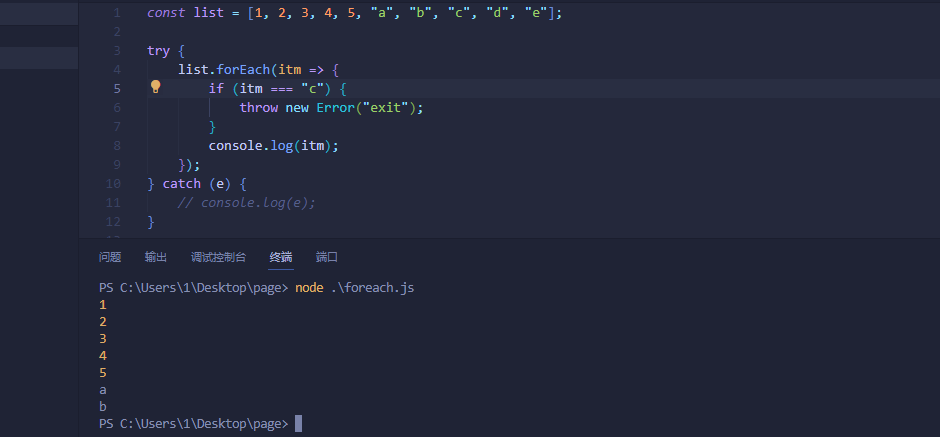 1 const list = [1, 2, 3, 4, 5, "a", "b", "c", "d", "e"];
2
3 try {
4     list.forEach(itm => {
5         if (itm === "c") {
6             throw new Error("exit");
7         }
8         console.log(itm);
9     });
10 } catch (e) {
11     // console.log(e);
12 }
问题 输出 调试控制台 终端 端口
PS C:\Users\1\Desktop\page> node .\foreach.js
1
2
3
4
5
a
b
PS C:\Users\1\Desktop\page>